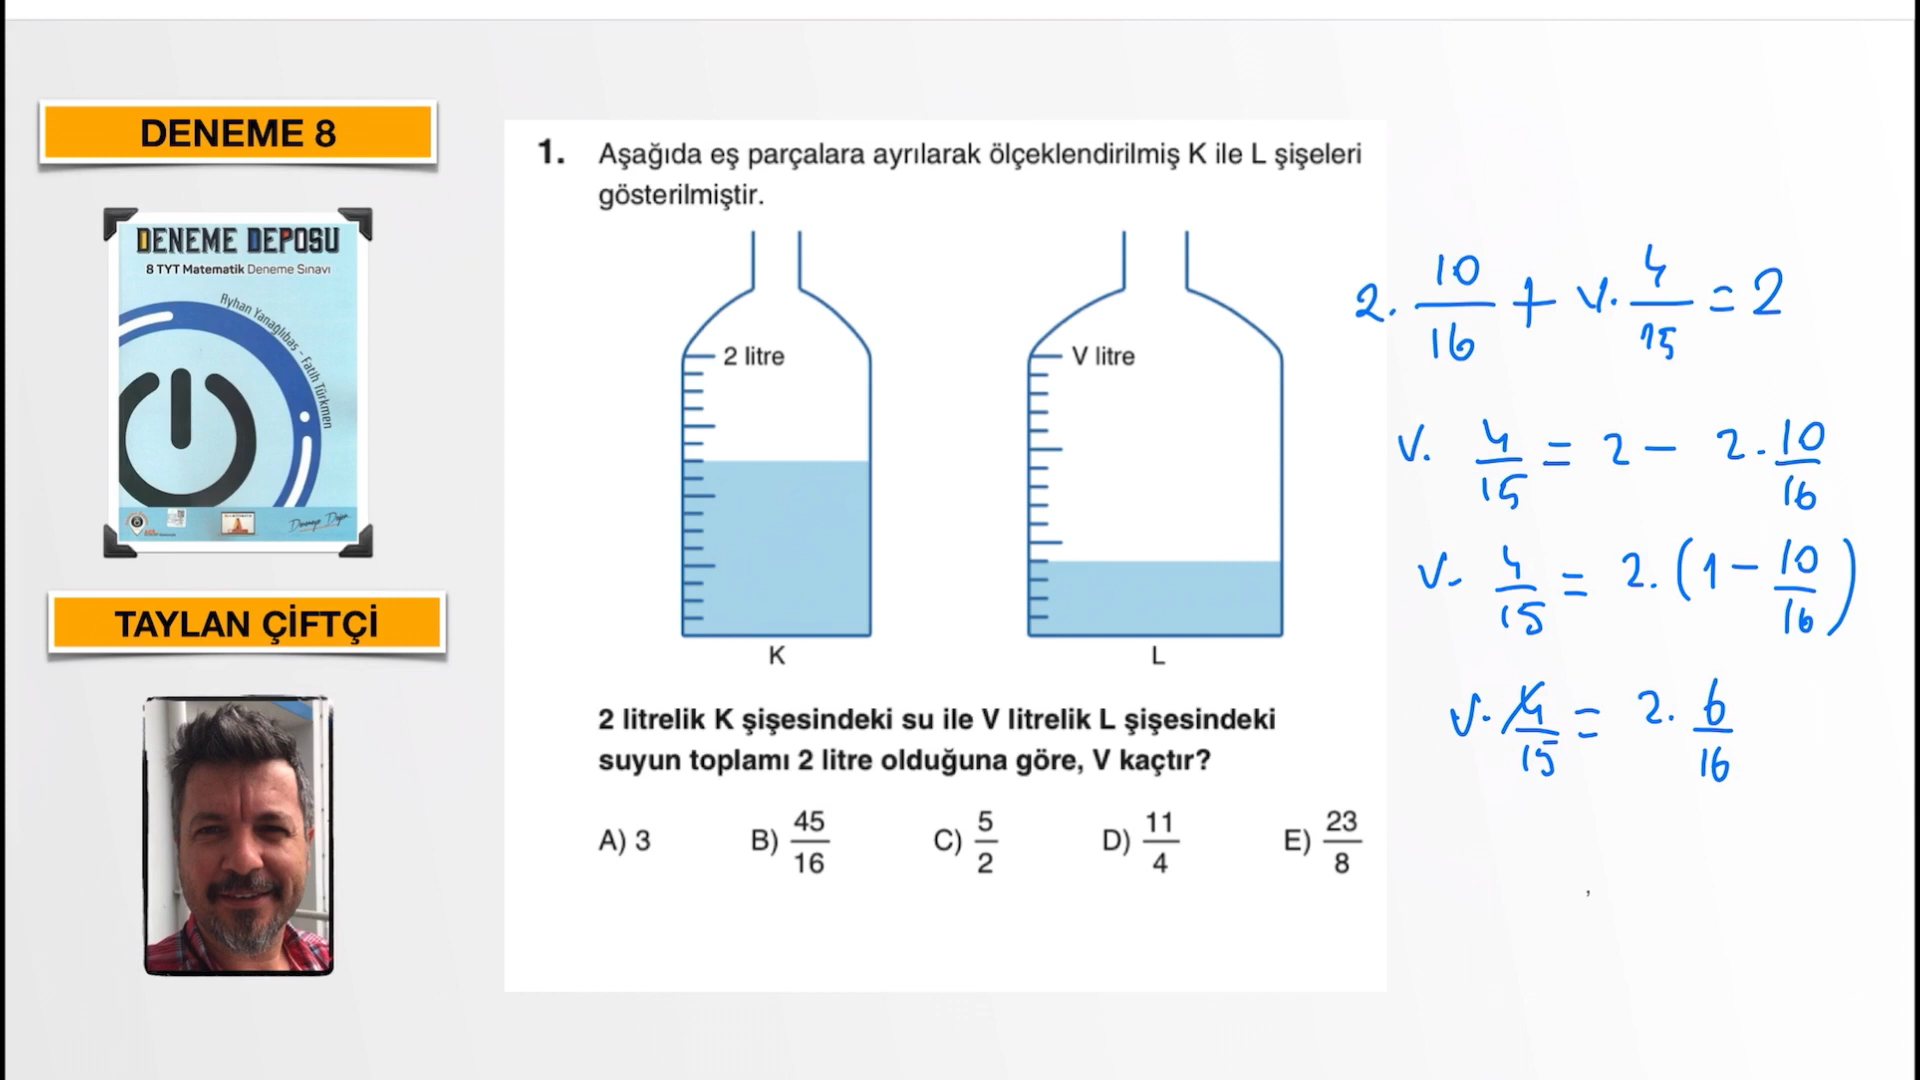 DENEME 8
DENEME DEPOSU
8 TYT Matematik Deneme Sınavı
Ayhan Yanağlıbaş - Fatih Türkmen
TAYLAN ÇİFTÇİ
1. Aşağıda eş parçalara ayrılarak ölçeklendirilmiş K ile L şişeleri
gösterilmiştir.
2 litre
V litre
K
L
2 litrelik K şişesindeki su ile V litrelik L şişesindeki
suyun toplamı 2 litre olduğuna göre, V kaçtır?
A) 3 B) 45/16 C) 5/2 D) 11/4 E) 23/8
2. 10/16 + V. 4/15 = 2
V. 4/15 = 2 - 2. 10/16
V. 4/15 = 2. (1 - 10/16)
V. 4/15 = 2. 6/16